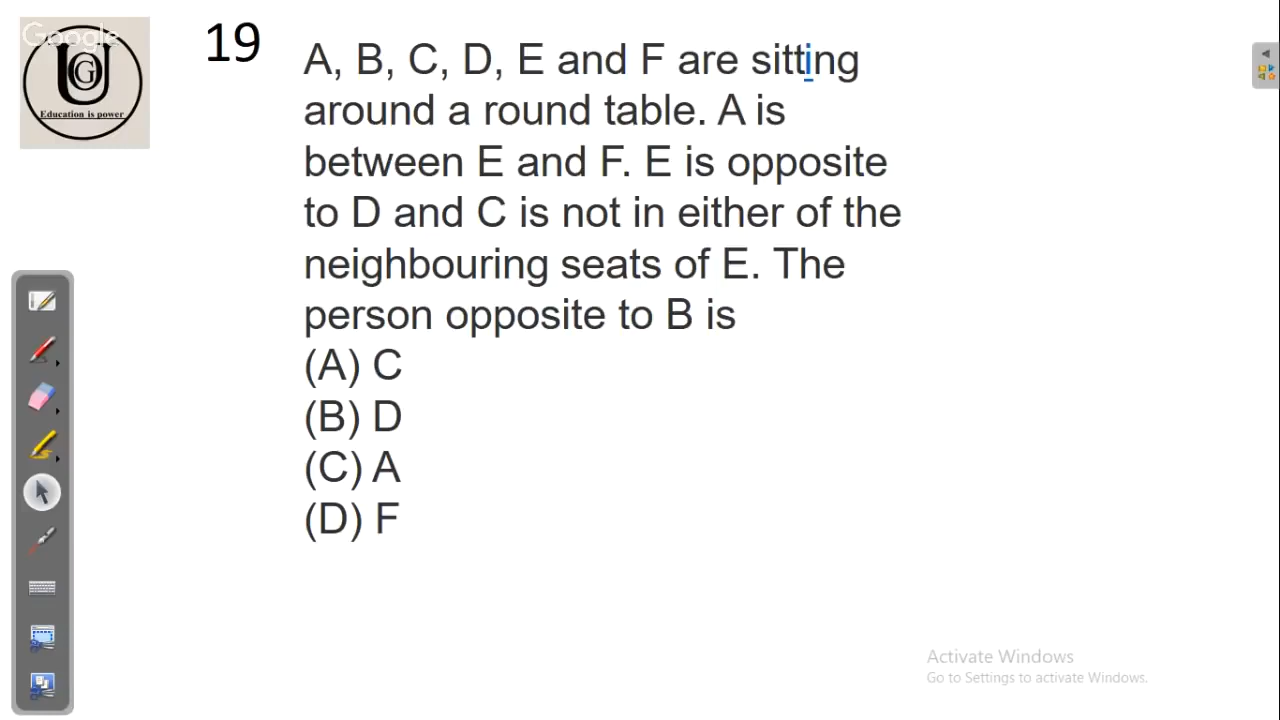 Google
U
G
Education is power
19
A, B, C, D, E and F are sitting
around a round table. A is
between E and F. E is opposite
to D and C is not in either of the
neighbouring seats of E. The
person opposite to B is
(A) C
(B) D
(C) A
(D) F
Activate Windows
Go to Settings to activate Windows.